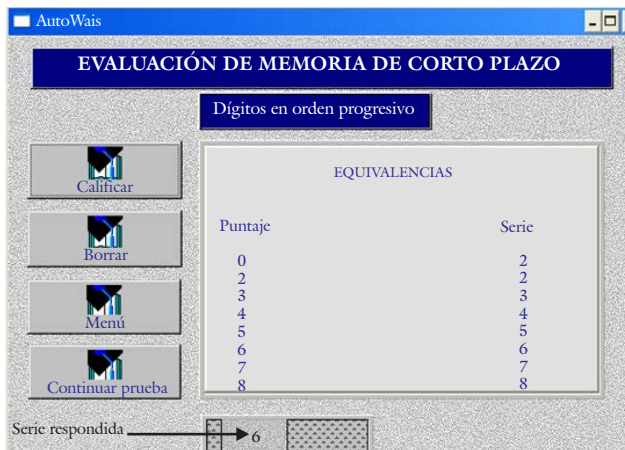 AutoWais
EVALUACIÓN DE MEMORIA DE CORTO PLAZO
Dígitos en orden progresivo
Calificar
Borrar
Menú
Continuar prueba
EQUIVALENCIAS
Puntaje Serie
0 2
2 2
3 3
4 4
5 5
6 6
7 7
8 8
Serie respondida 6